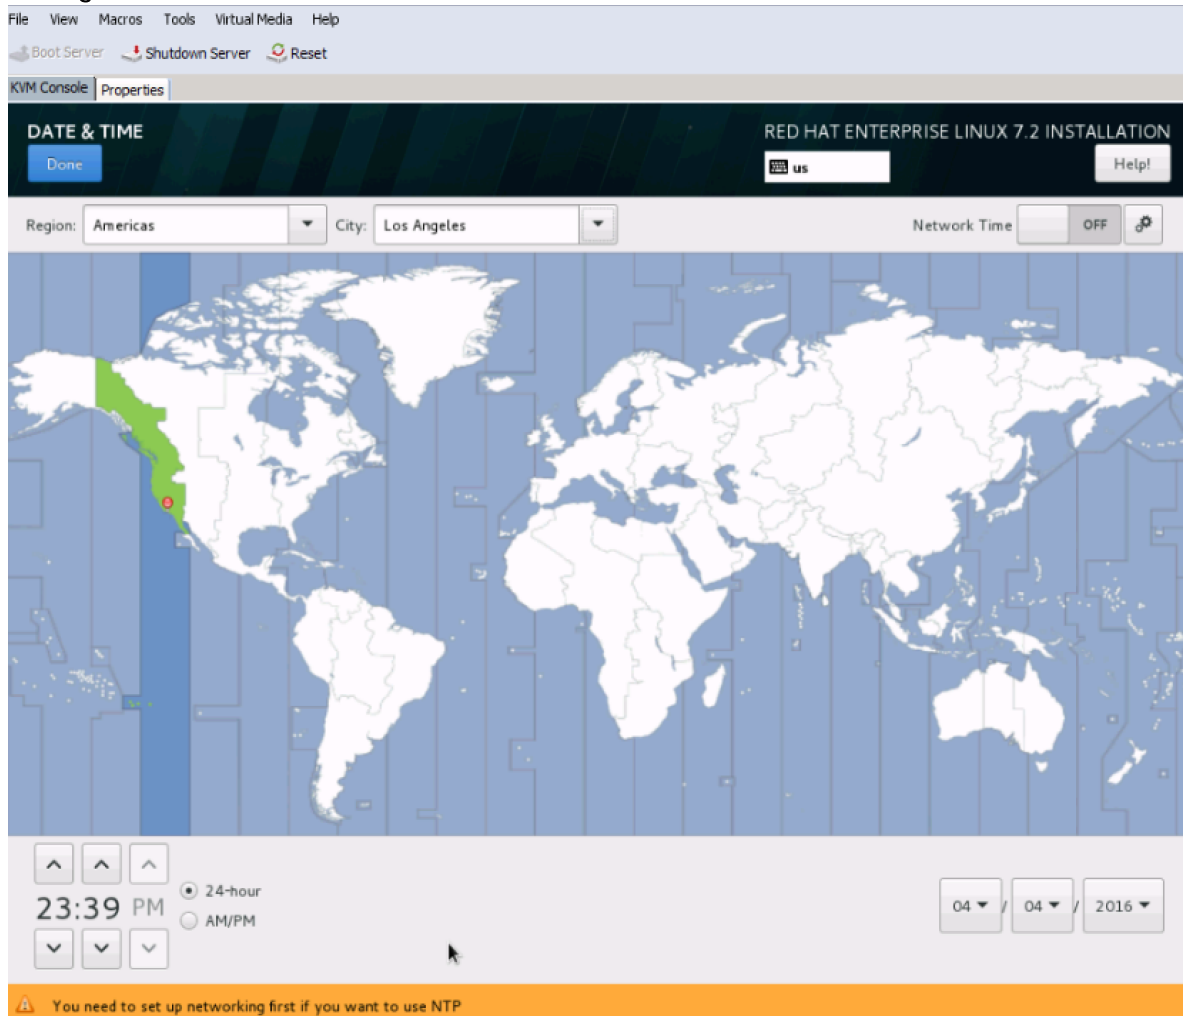 File View Macros Tools Virtual Media Help
Boot Server Shutdown Server Reset
KVM Console Properties
DATE & TIME
RED HAT ENTERPRISE LINUX 7.2 INSTALLATION
Done
us
Help!
Region: Americas City: Los Angeles Network Time OFF
23:39 PM
24-hour
AM/PM
04 / 04 / 2016
You need to set up networking first if you want to use NTP